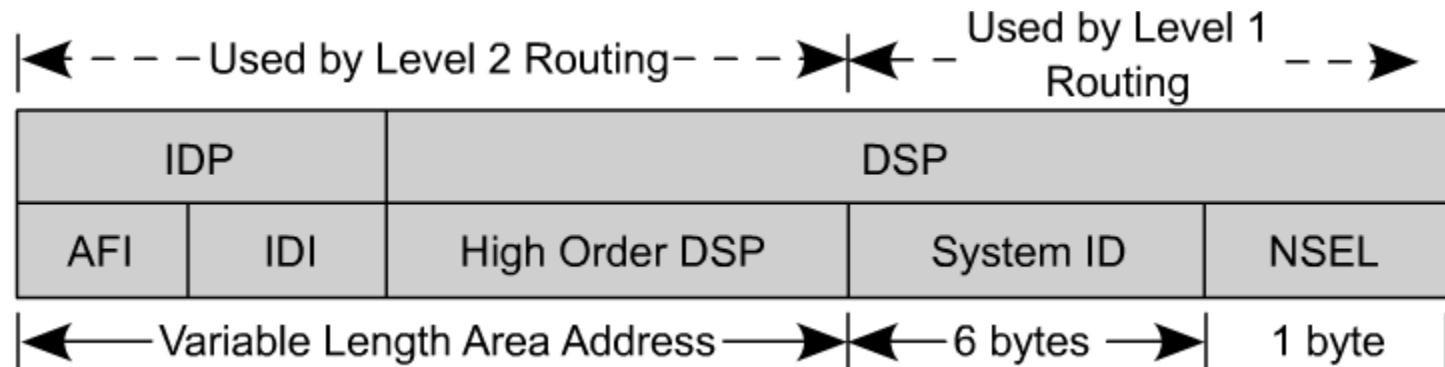 Used by Level 2 Routing
Used by Level 1
Routing
IDP DSP
AFI IDI High Order DSP System ID NSEL
Variable Length Area Address 6 bytes 1 byte